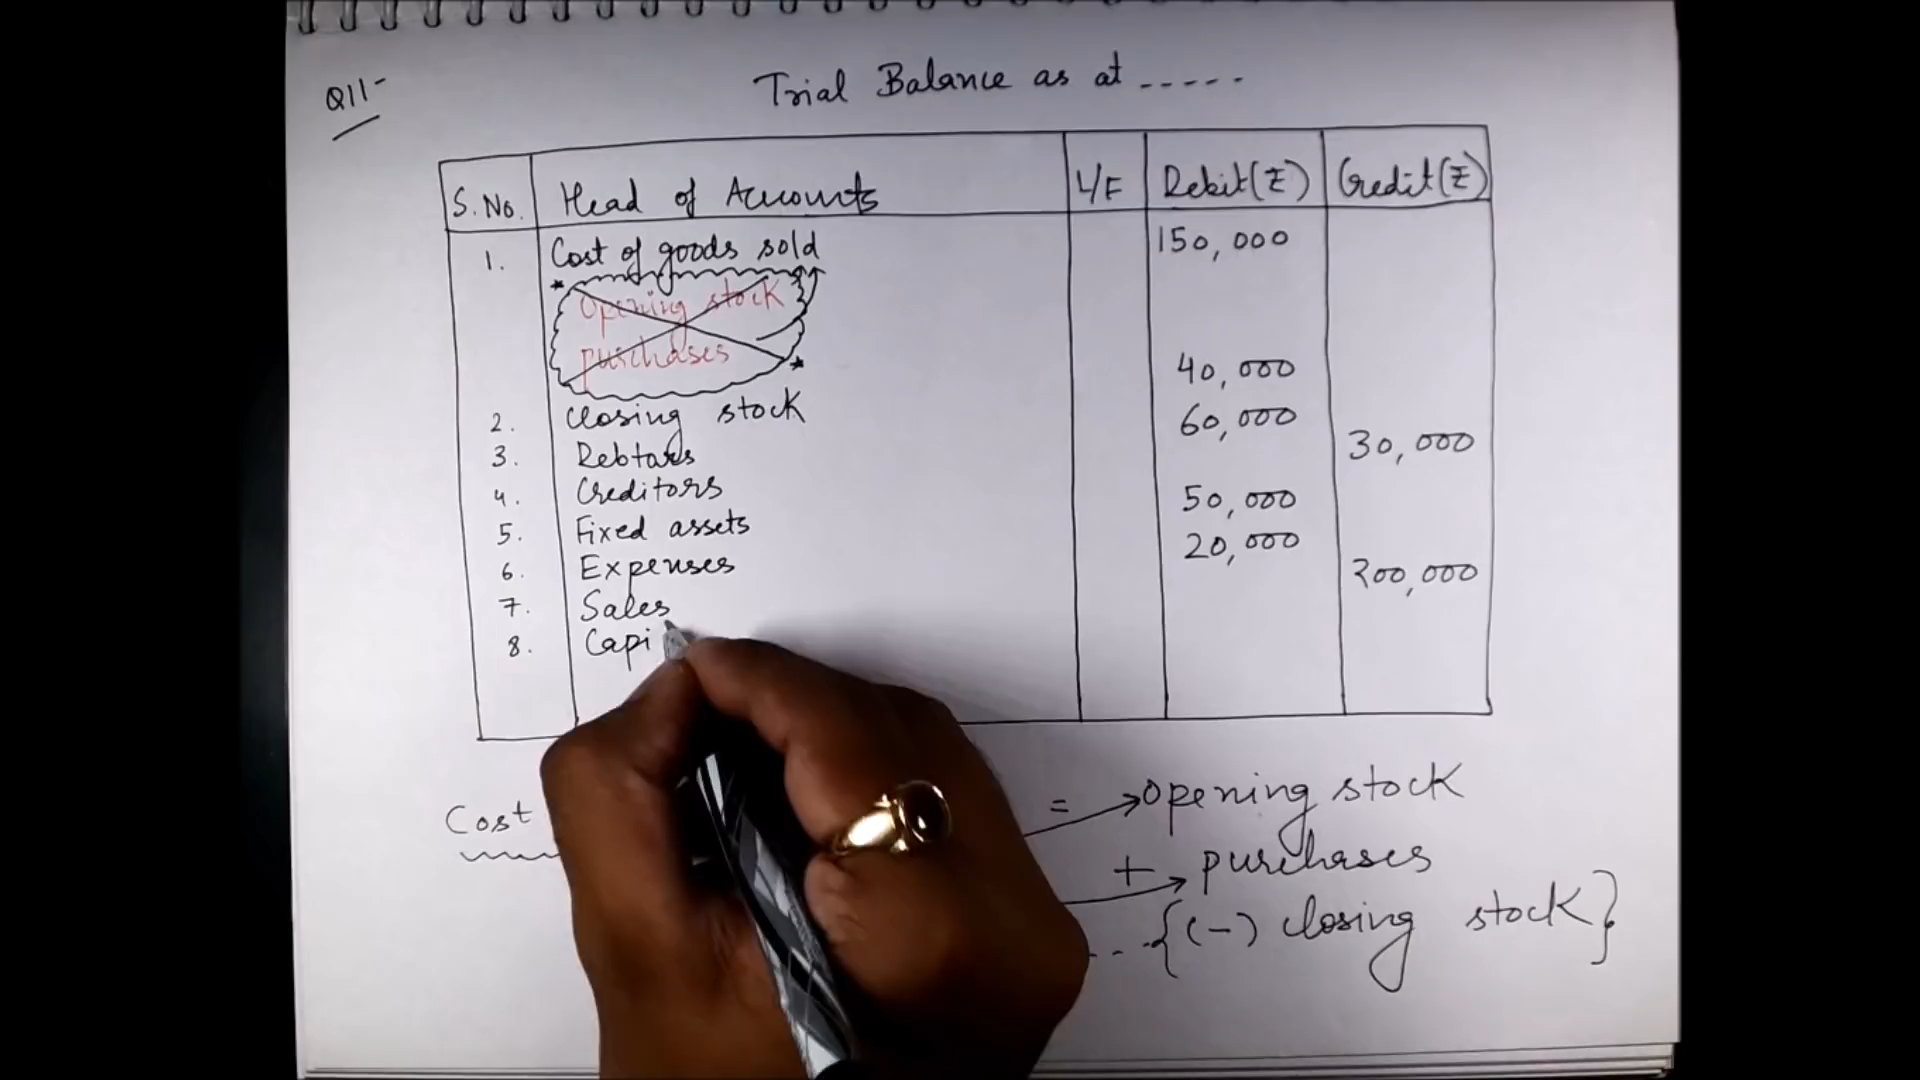 Q11-
Trial Balance as at -----
S. No. Head of Accounts L/F Debit(₹) Credit(₹)
1. Cost of goods sold 150,000
Opening stock
purchases
2. closing stock 40,000
3. Debtors 60,000
4. Creditors 30,000
5. Fixed assets 50,000
6. Expenses 20,000
7. Sales 200,000
8. Capi
Cost = Opening stock
+ purchases
{(-) closing stock}